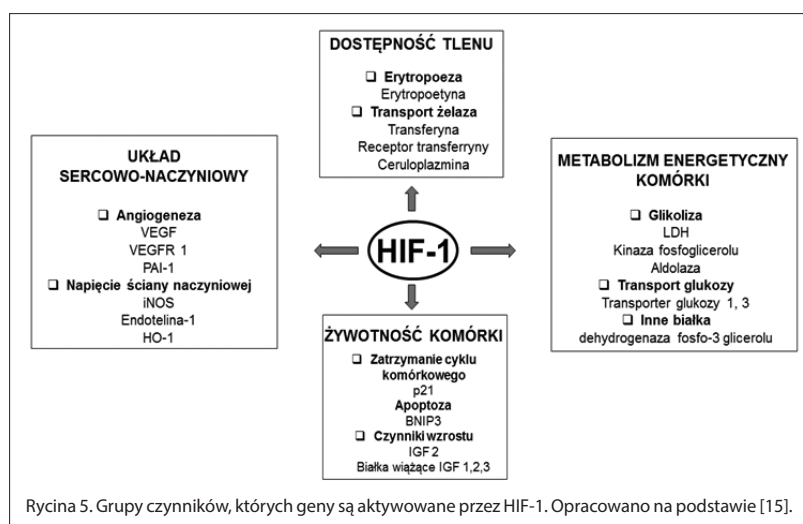 DOSTĘPNOŚĆ TLENU
❑ Erytropoeza
Erytropoetyna
❑ Transport żelaza
Transferyna
Receptor transferryny
Ceruloplazmina
UKŁAD
SERCOWO-NACZYNIOWY
❑ Angiogeneza
VEGF
VEGFR 1
PAI-1
❑ Napięcie ściany naczyniowej
iNOS
Endotelina-1
HO-1
HIF-1
METABOLIZM ENERGETYCZNY
KOMÓRKI
❑ Glikoliza
LDH
Kinaza fosfoglicerolu
Aldolaza
❑ Transport glukozy
Transporter glukozy 1, 3
❑ Inne białka
dehydrogenaza fosfo-3 glicerolu
ŻYWOTNOŚĆ KOMÓRKI
❑ Zatrzymanie cyklu
komórkowego
p21
Apoptoza
BNIP3
❑ Czynniki wzrostu
IGF 2
Białka wiążące IGF 1,2,3
Rycina 5. Grupy czynników, których geny są aktywowane przez HIF-1. Opracowano na podstawie [15].